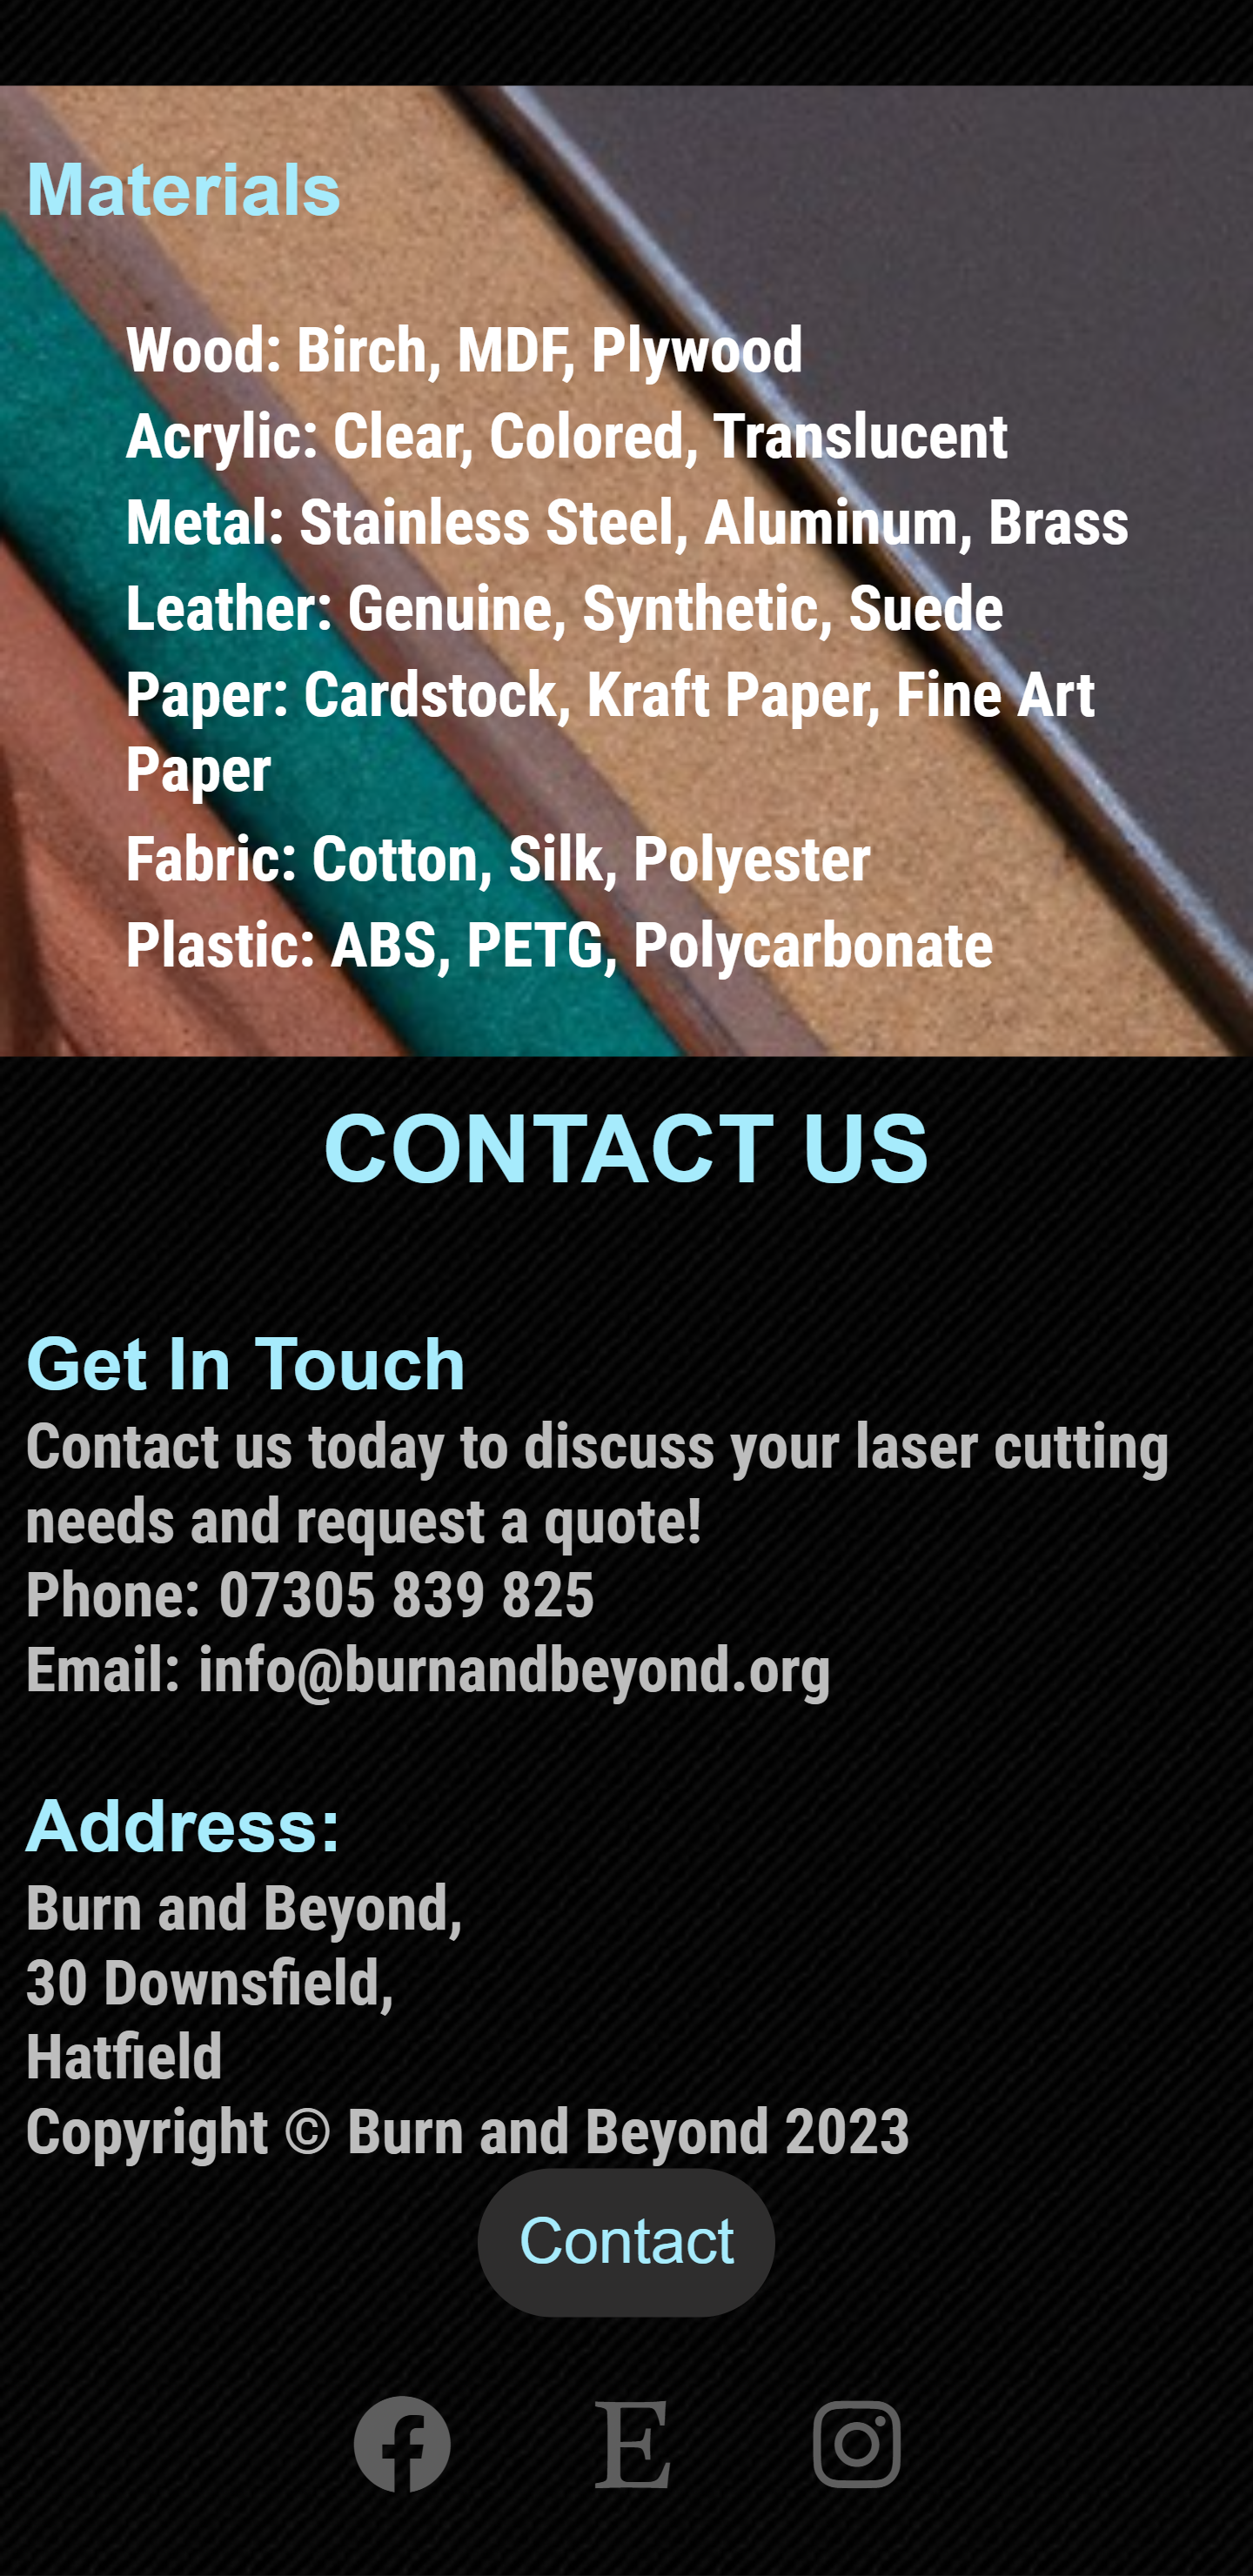 Materials
Wood: Birch, MDF, Plywood
Acrylic: Clear, Colored, Translucent
Metal: Stainless Steel, Aluminum, Brass
Leather: Genuine, Synthetic, Suede
Paper: Cardstock, Kraft Paper, Fine Art
Paper
Fabric: Cotton, Silk, Polyester
Plastic: ABS, PETG, Polycarbonate
CONTACT US
Get In Touch
Contact us today to discuss your laser cutting
needs and request a quote!
Phone: 07305 839 825
Email: info@burnandbeyond.org
Address:
Burn and Beyond,
30 Downsfield,
Hatfield
Copyright © Burn and Beyond 2023
Contact
E